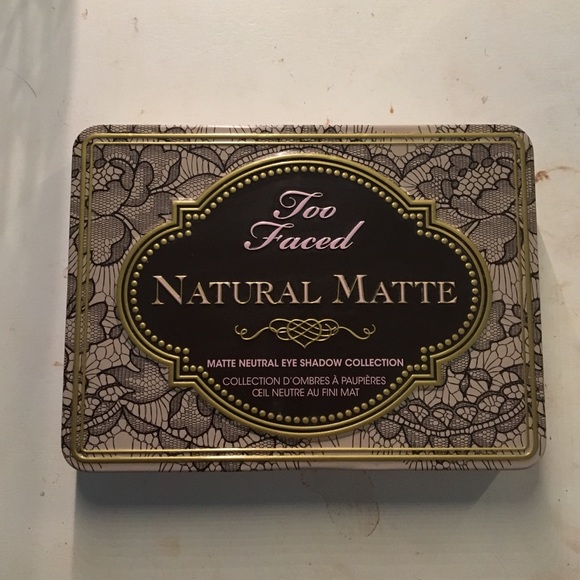 Too
Faced
NATURAL MATTE
MATTE NEUTRAL EYE SHADOW COLLECTION
COLLECTION D'OMBRES À PAUPIÈRES
ŒIL NEUTRE AU FINI MAT